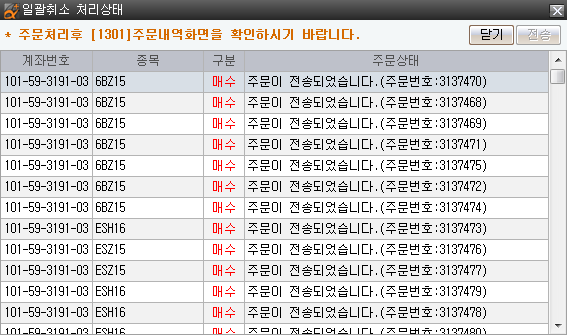 일괄취소 처리상태
* 주문처리후 [1301]주문내역화면을 확인하시기 바랍니다. 닫기 전송
계좌번호 종목 구분 주문상태
101-59-3191-03 6BZ15 매수 주문이 전송되었습니다.(주문번호:3137470)
101-59-3191-03 6BZ15 매수 주문이 전송되었습니다.(주문번호:3137468)
101-59-3191-03 6BZ15 매수 주문이 전송되었습니다.(주문번호:3137469)
101-59-3191-03 6BZ15 매수 주문이 전송되었습니다.(주문번호:3137471)
101-59-3191-03 6BZ15 매수 주문이 전송되었습니다.(주문번호:3137475)
101-59-3191-03 6BZ15 매수 주문이 전송되었습니다.(주문번호:3137472)
101-59-3191-03 6BZ15 매수 주문이 전송되었습니다.(주문번호:3137474)
101-59-3191-03 ESH16 매수 주문이 전송되었습니다.(주문번호:3137473)
101-59-3191-03 ESZ15 매수 주문이 전송되었습니다.(주문번호:3137476)
101-59-3191-03 ESZ15 매수 주문이 전송되었습니다.(주문번호:3137477)
101-59-3191-03 ESH16 매수 주문이 전송되었습니다.(주문번호:3137479)
101-59-3191-03 ESH16 매수 주문이 전송되었습니다.(주문번호:3137478)
101-59-3191-03 ESH16 매수 주문이 전송되었습니다.(주문번호:3137480)